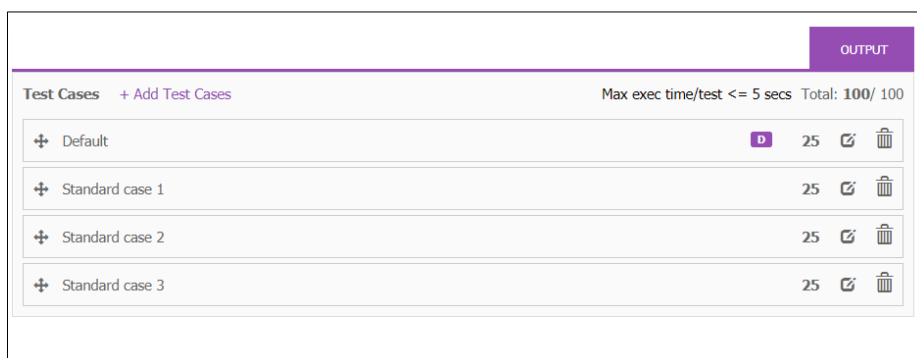 OUTPUT
Test Cases + Add Test Cases Max exec time/test <= 5 secs Total: 100/ 100
Default D 25
Standard case 1 25
Standard case 2 25
Standard case 3 25